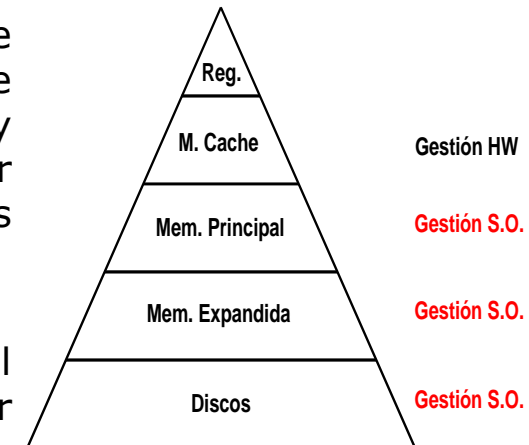 Reg.
M. Cache Gestión HW
Mem. Principal Gestión S.O.
Mem. Expandida Gestión S.O.
Discos Gestión S.O.